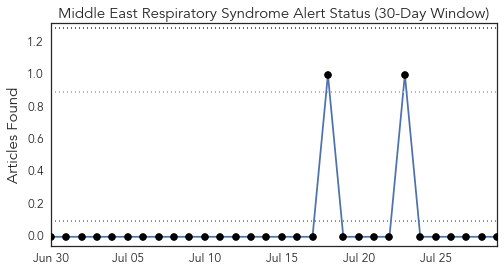 Middle East Respiratory Syndrome Alert Status (30-Day Window)
Articles Found
1.2
1.0
0.8
0.6
0.4
0.2
0.0
Jun 30 Jul 05 Jul 10 Jul 15 Jul 20 Jul 25